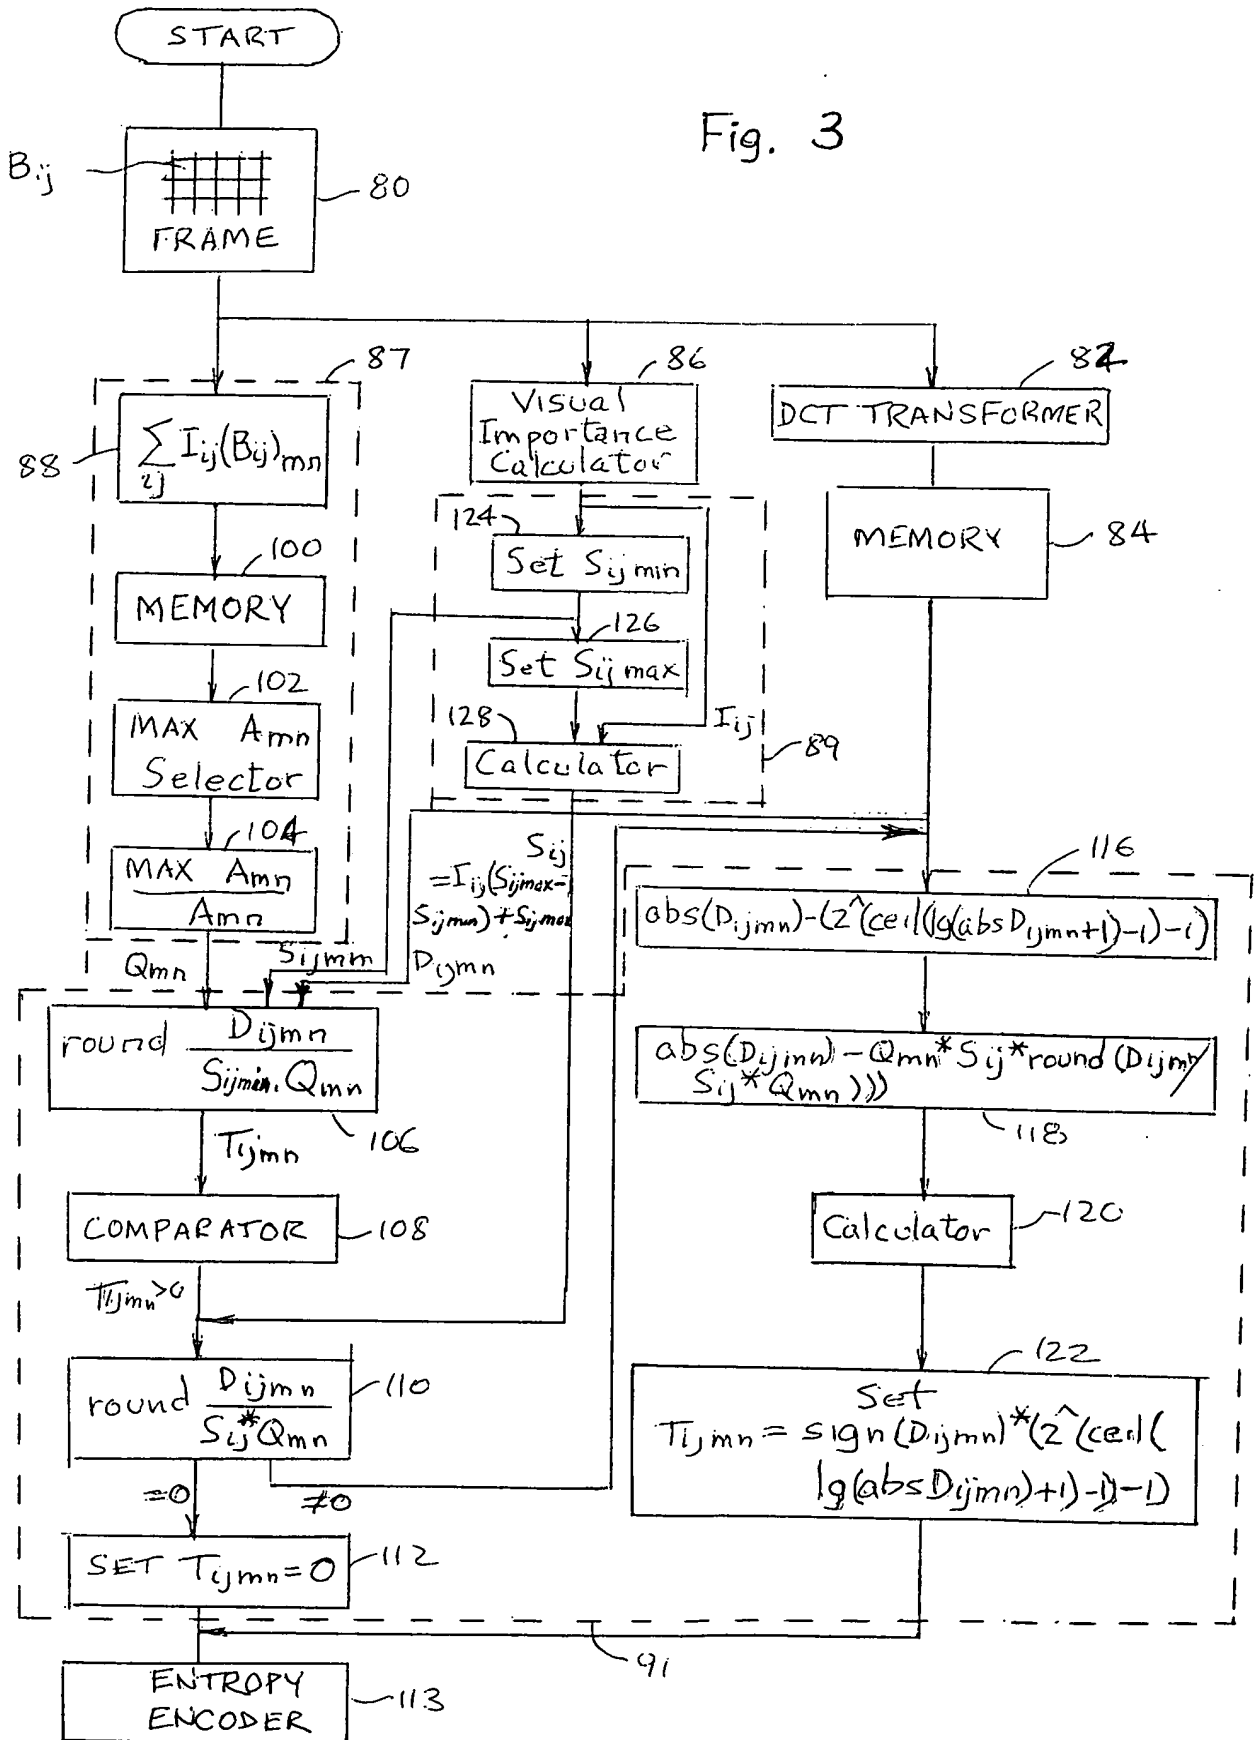 START
Fig. 3
Bij
80
FRAME
87
86
82
88
∑ Iij(Bij)mn
ij
Visual
Importance
Calculator
DCT TRANSFORMER
124
100
MEMORY
84
Set Sijmin
MEMORY
126
Set Sijmax
102
MAX Amn
Selector
128
Iij
Calculator
89
104
MAX Amn
Amn
Sij
=Iij(Sijmax-
Sijmin)+Sijmax
116
abs(Dijmn)-(2^(ceil(lg(absDijmn+1)-1)-1)
Qmn
Sijmin
Dijmn
round Dijmn
Sijmin.Qmn
106
abs(Dijmn)-Qmn*Sij*round(Dijmn/
Sij*Qmn)))
118
Tijmn
COMPARATOR
108
Calculator
120
Tijmn>0
110
round Dijmn
Sij*Qmn
122
Set
Tijmn=sign(Dijmn)*(2^(ceil(
lg(absDijmn)+1)-1)-1)
=0
≠0
SET Tijmn=0
112
91
ENTROPY
ENCODER
113